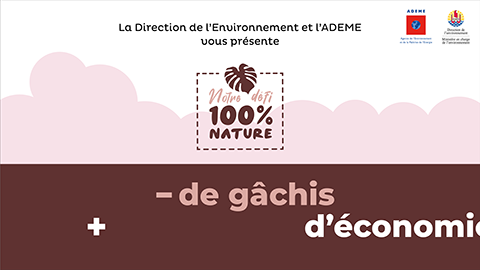 La Direction de l'Environnement et l'ADEME
vous présente
ADEME
Notre défi
100%
NATURE
– de gâchis
+ d'économie